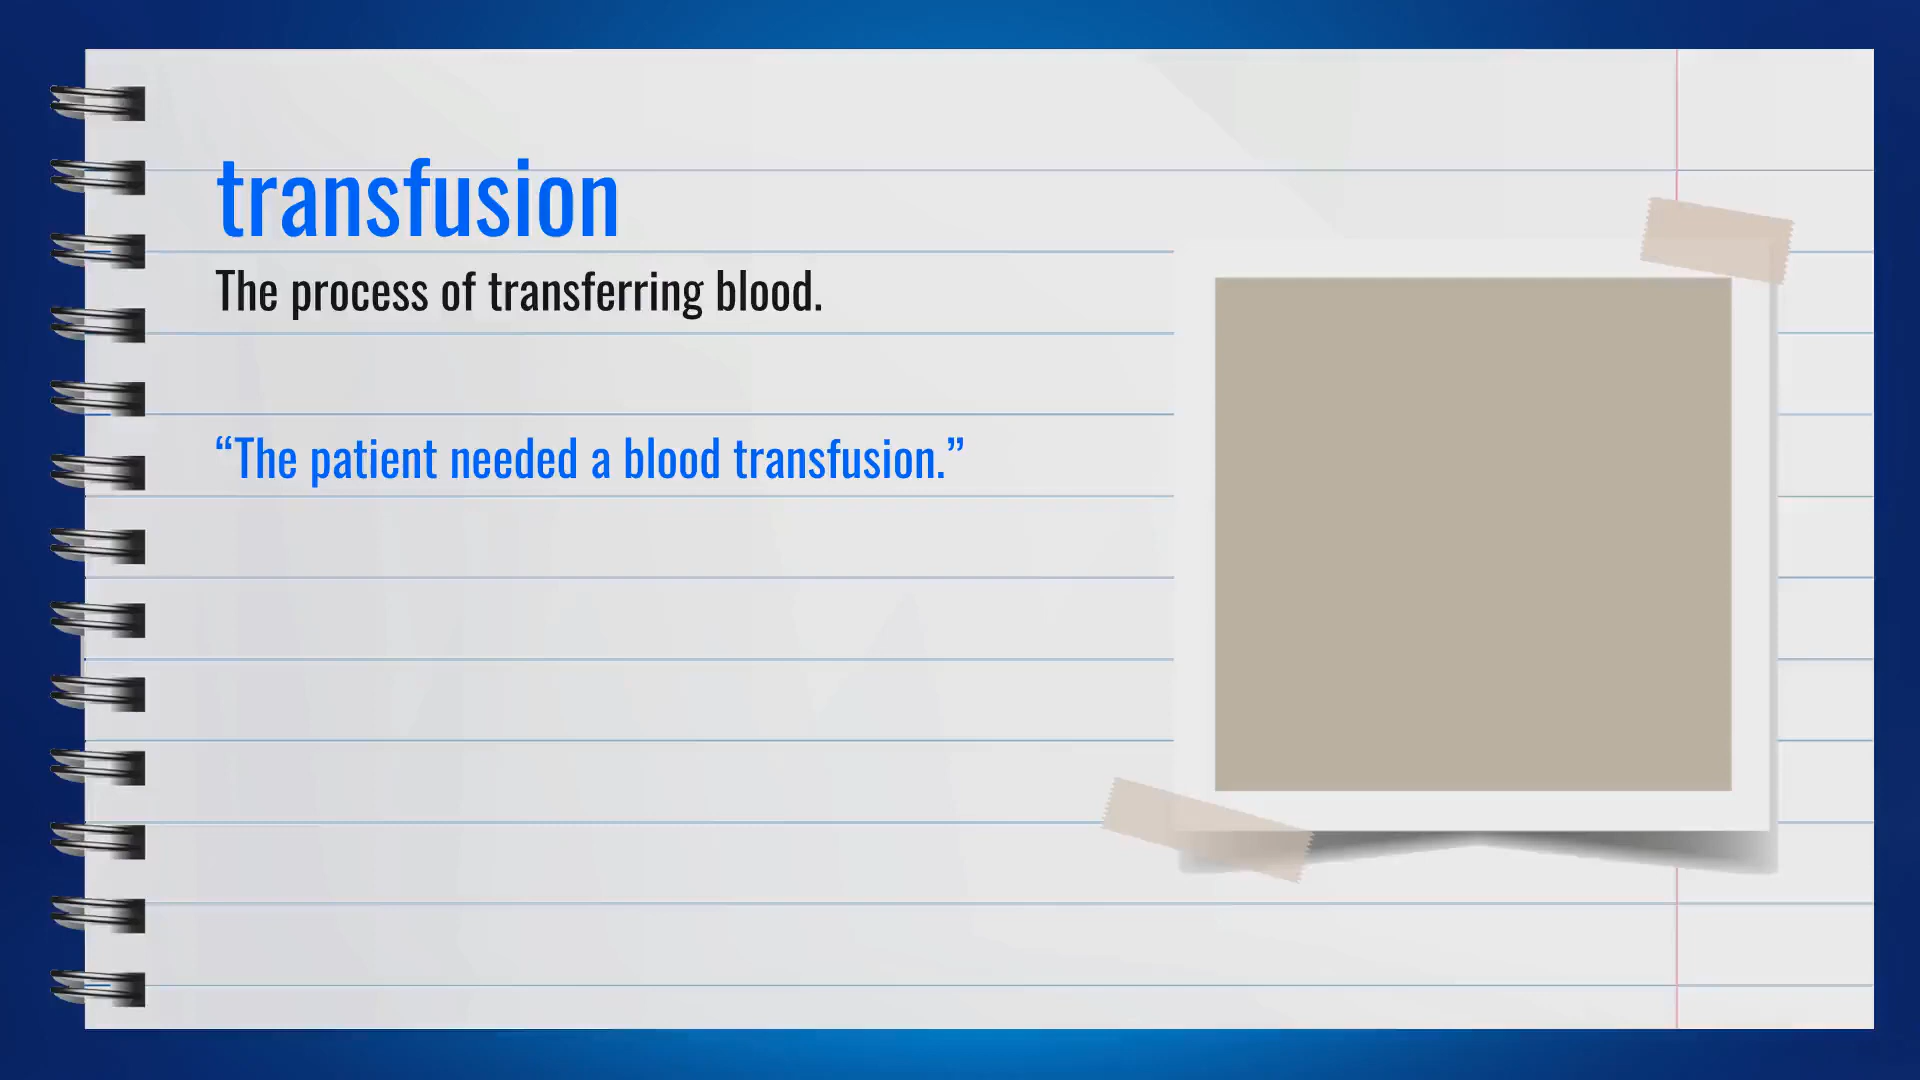 transfusion
The process of transferring blood.
“The patient needed a blood transfusion.”